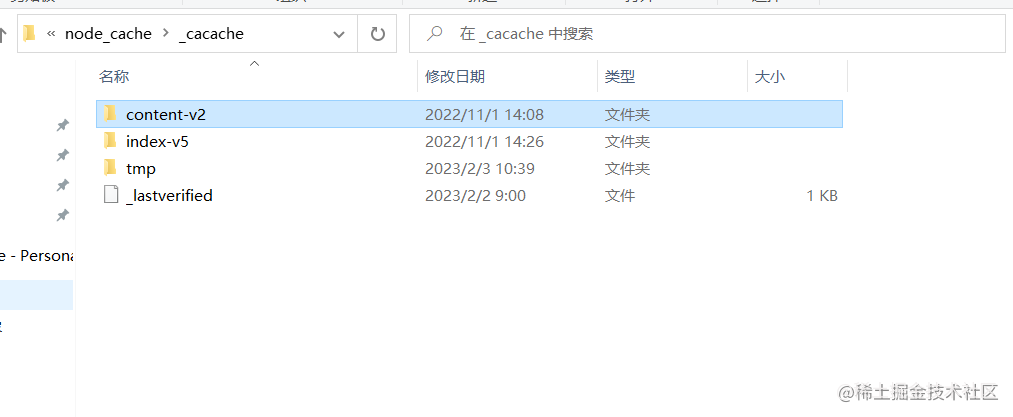 « node_cache › _cacache
在 _cacache 中搜索
名称 修改日期 类型 大小
content-v2 2022/11/1 14:08 文件夹
index-v5 2022/11/1 14:26 文件夹
tmp 2023/2/3 10:39 文件夹
_lastverified 2023/2/2 9:00 文件 1 KB
e - Persona
@稀土掘金技术社区